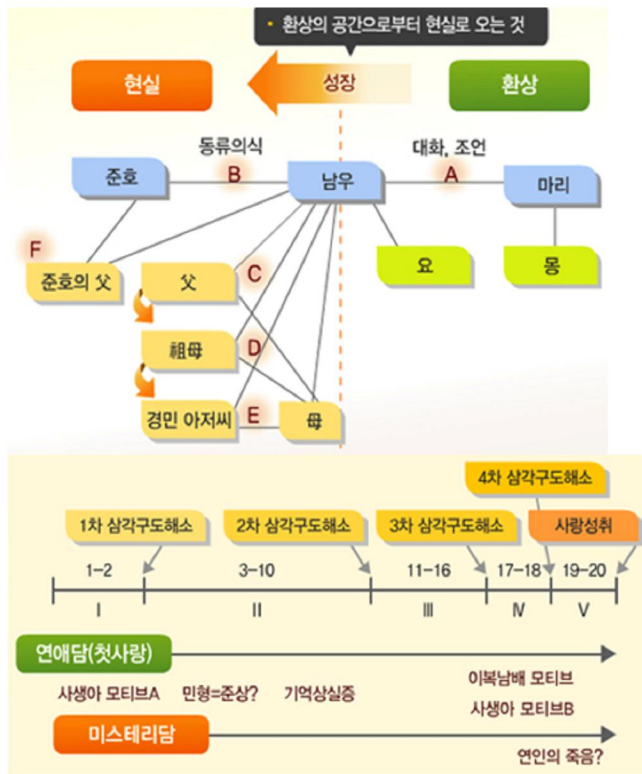 • 환상의 공간으로부터 현실로 오는 것
현실
성장
환상
동류의식
대화, 조언
준호
B
남우
A
마리
F
준호의 父
父
C
요
몽
祖母
D
경민 아저씨
E
母
4차 삼각구도해소
1차 삼각구도해소
2차 삼각구도해소
3차 삼각구도해소
사랑성취
1–2
3–10
11–16
17–18
19–20
I
II
III
IV
V
연애담(첫사랑)
이복남배 모티브
사생아 모티브A
민형=준상?
기억상실증
사생아 모티브B
미스테리담
연인의 죽음?